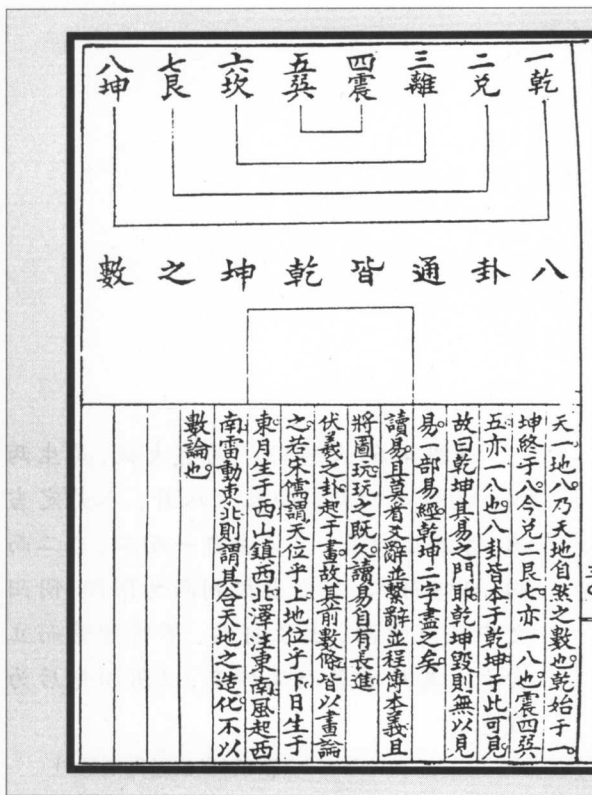 一乾
二兌
三離
四震
五巽
六坎
七艮
八坤
八卦通皆乾坤之數
天一地八乃天地自然之數也乾始于一
坤終于八今兌二艮七亦一八也震四巽
五亦一八也八卦皆本于乾坤于此可見
故曰乾坤其易之門耶乾坤毀則無以見
易一部易經乾坤二字盡之矣
讀易且莫看爻辭並繫辭並程傳本義且
將圖玩玩之既久讀易自有長進
伏羲之卦起于畫故其前數條皆以畫論
之若宋儒謂天位乎上地位乎下日生于
東月生于西山鎮西北澤注東南風起西
南雷動東北則謂其合天地之造化不以
數論也